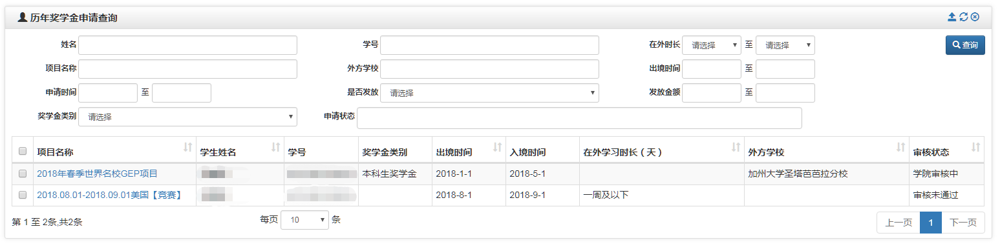 历年奖学金申请查询
姓名 学号 在外时长 请选择 至 请选择 查询
项目名称 外方学校 出境时间 至
申请时间 至 是否发放 请选择 发放金额 至
奖学金类别 请选择 申请状态
项目名称 学生姓名 学号 奖学金类别 出境时间 入境时间 在外学习时长（天） 外方学校 审核状态
2018年春季世界名校GEP项目 本科生奖学金 2018-1-1 2018-5-1 加州大学圣塔芭芭拉分校 学院审核中
2018.08.01-2018.09.01美国【竞赛】 2018-8-1 2018-9-1 一周及以下 审核未通过
第 1 至 2条,共2条 每页 10 条 上一页 1 下一页